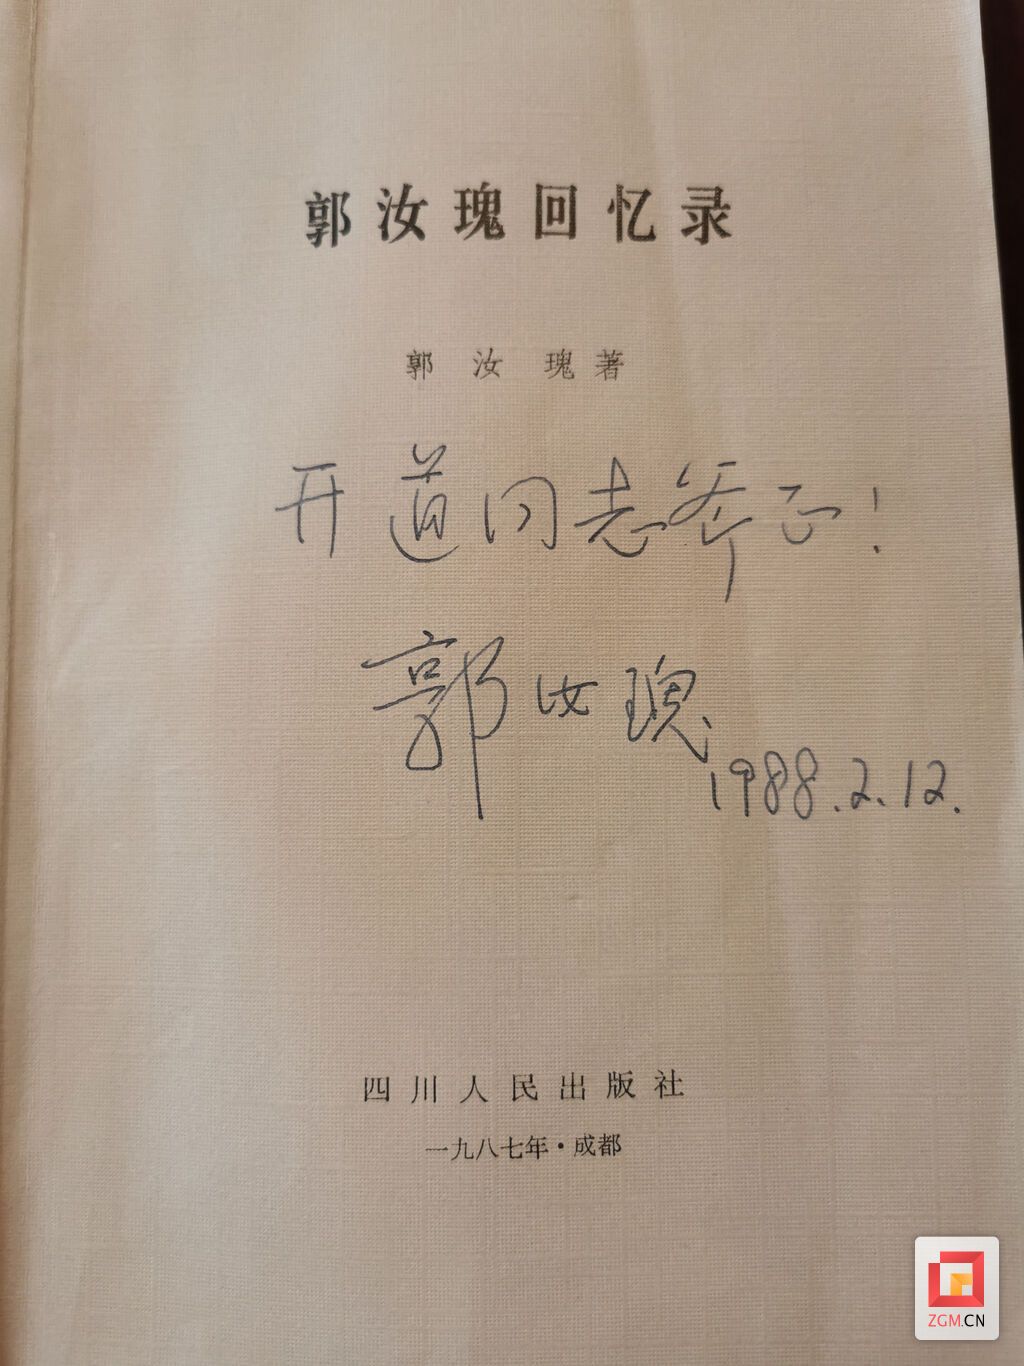 郭汝瑰回忆录
郭汝瑰著
开道同志斧正!
郭汝瑰
1988.2.12.
四川人民出版社
一九八七年·成都
ZGM.CN